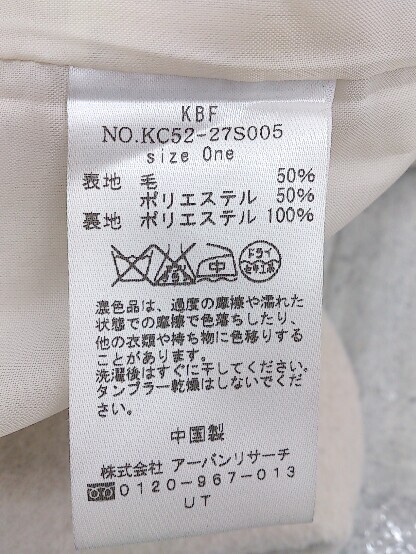 KBF
NO.KC52-27S005
size One
表地 毛 50%
ポリエステル 50%
裏地 ポリエステル 100%
中 ドライ セキユ系
濃色品は、過度の摩擦や濡れた
状態での摩擦で色落ちしたり、
他の衣類や持ち物に色移りする
ことがあります。
洗濯後はすぐに干してください。
タンブラー乾燥はしないでくだ
さい。
中国製
株式会社 アーバンリサーチ
0120-967-013
UT